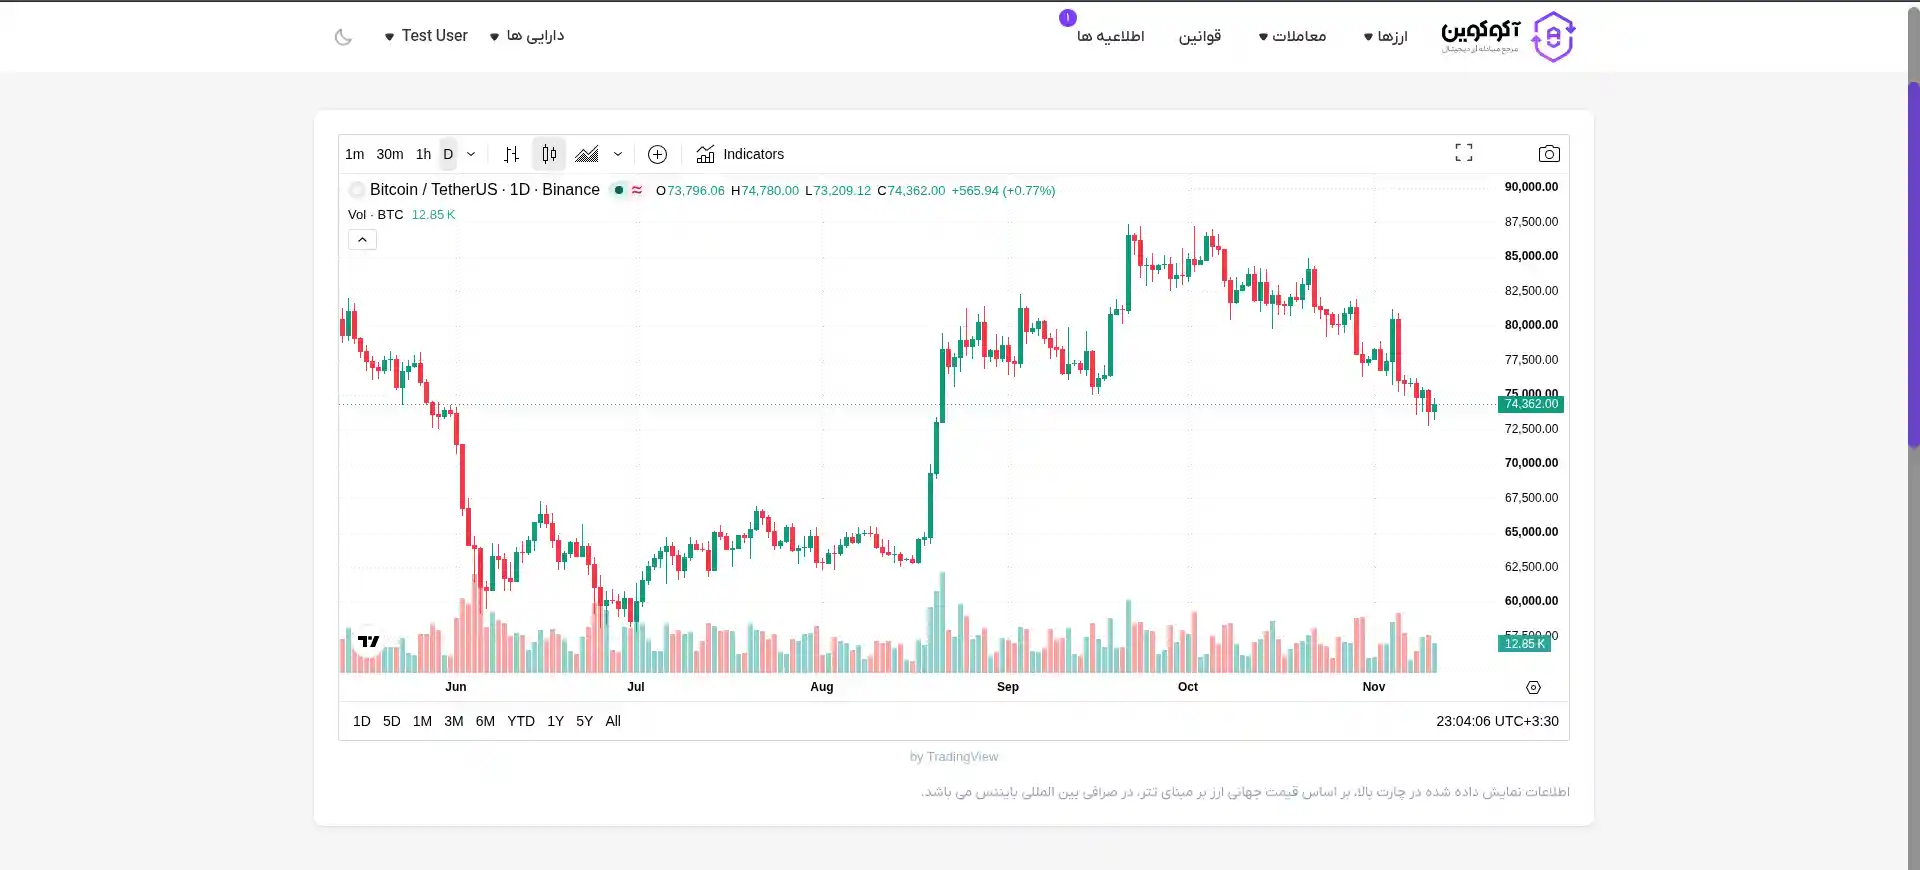 آکوکوین
مرجع مبادله ارز دیجیتال
ارزها ▾
معاملات ▾
قوانین
اطلاعیه ها
۱
دارایی ها ▾
Test User ▾
1m 30m 1h D Indicators
Bitcoin / TetherUS · 1D · Binance O73,796.06 H74,780.00 L73,209.12 C74,362.00 +565.94 (+0.77%)
Vol · BTC 12.85 K
90,000.00
87,500.00
85,000.00
82,500.00
80,000.00
77,500.00
75,000.00
74,362.00
72,500.00
70,000.00
67,500.00
65,000.00
62,500.00
60,000.00
57,500.00
12.85 K
Jun Jul Aug Sep Oct Nov
1D 5D 1M 3M 6M YTD 1Y 5Y All 23:04:06 UTC+3:30
by TradingView
اطلاعات نمایش داده شده در چارت بالا، بر اساس قیمت جهانی ارز بر مبنای تتر، در صرافی بین المللی بایننس می باشد.